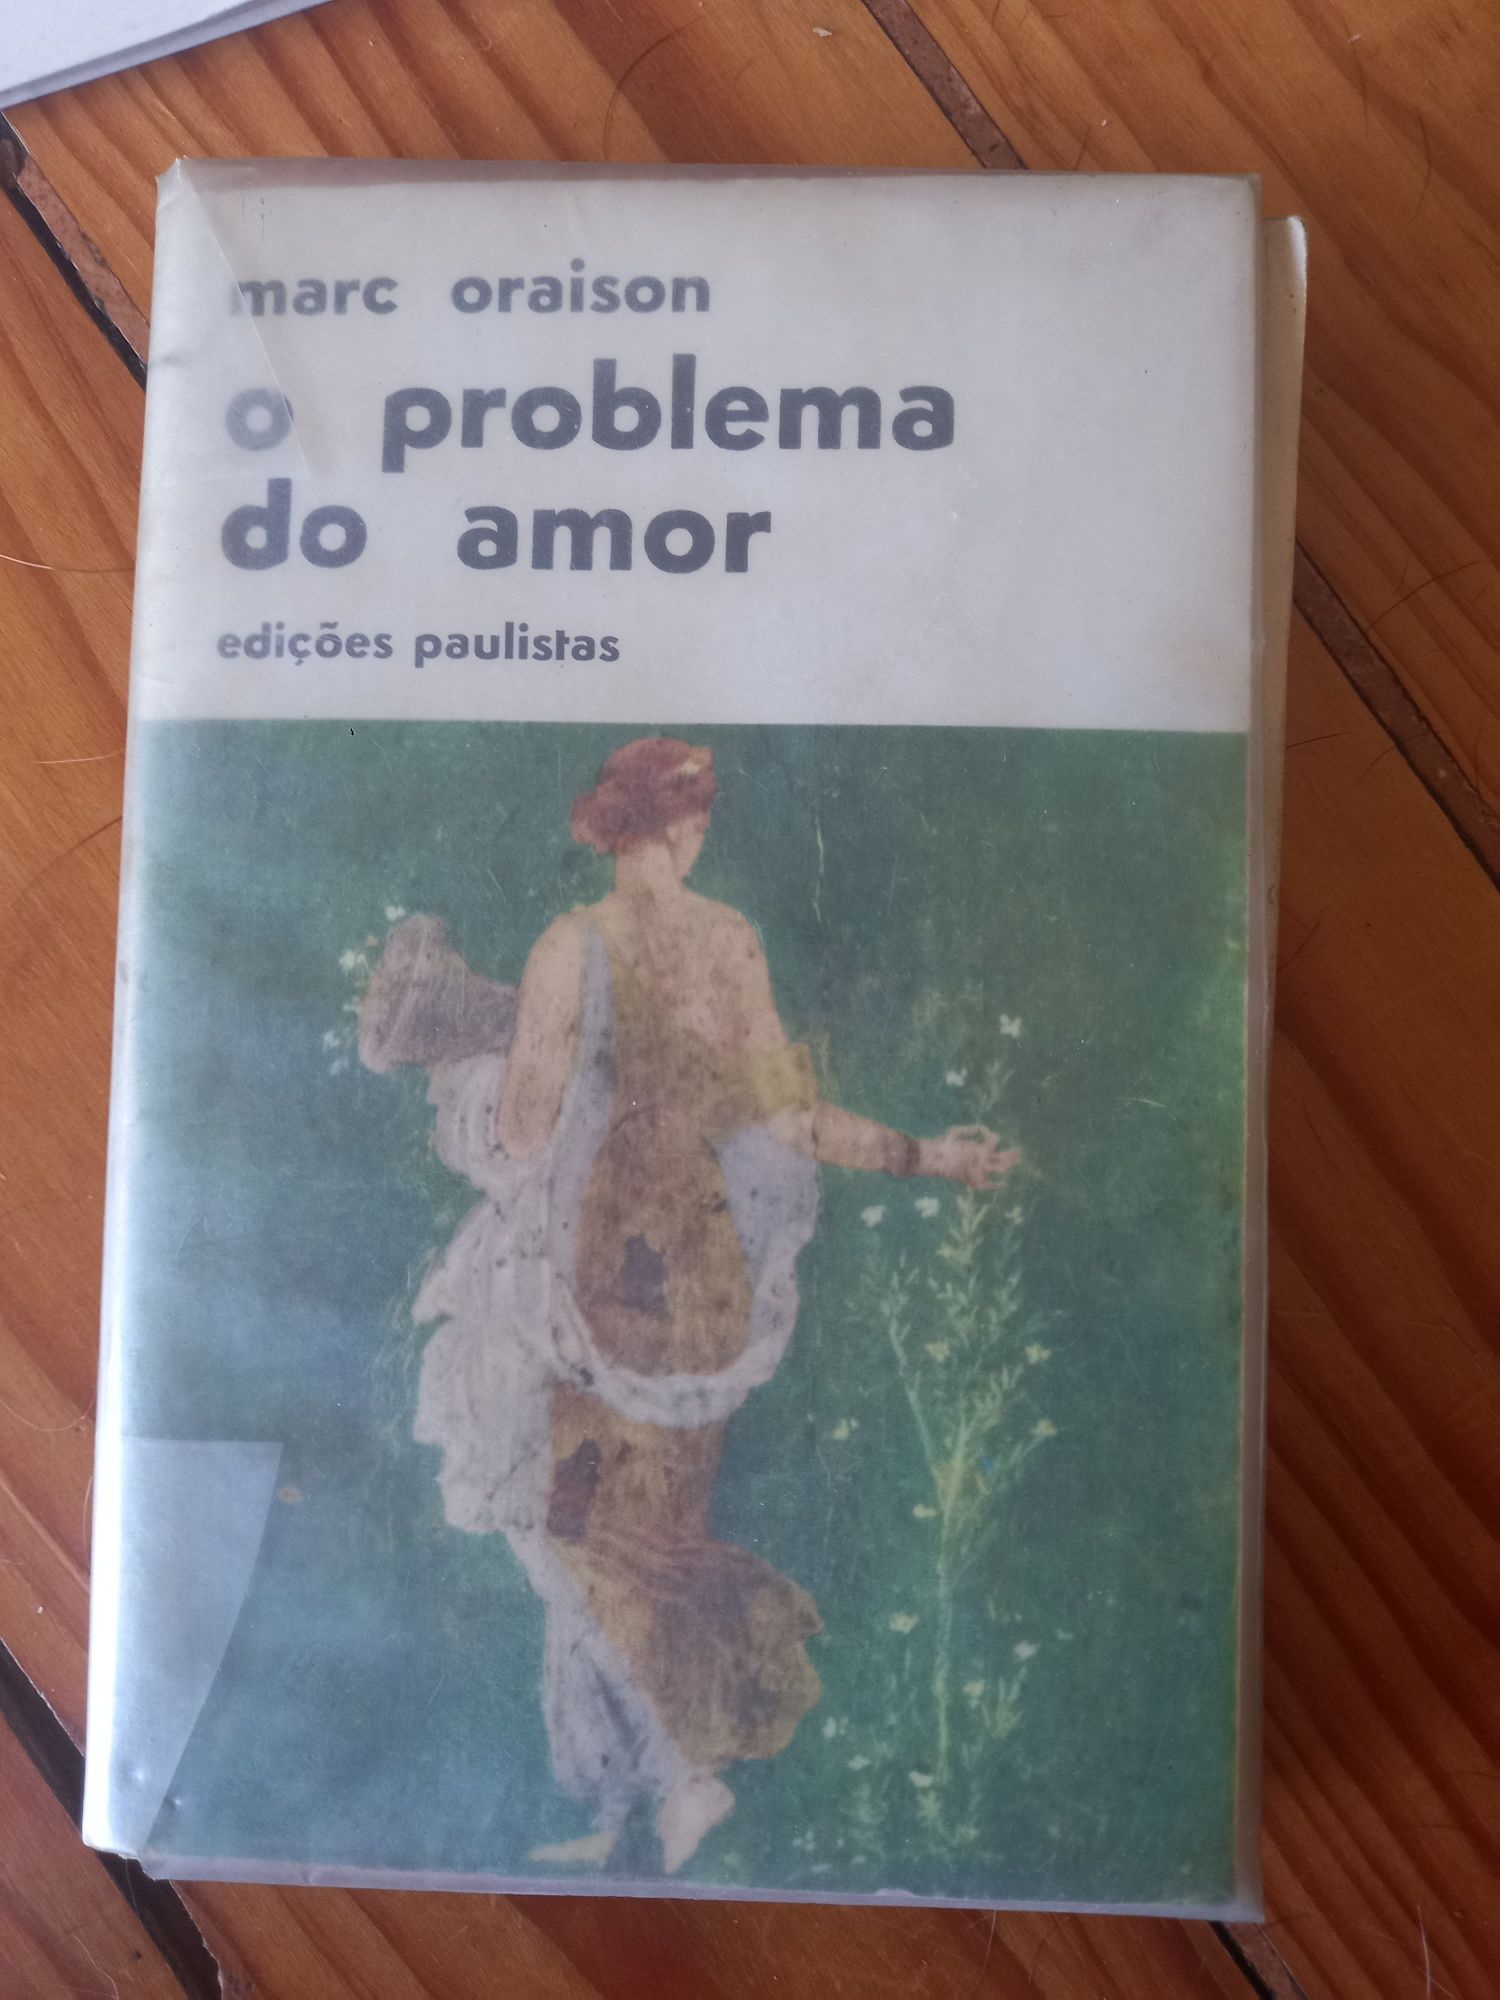 marc oraison
o problema
do amor
edições paulistas